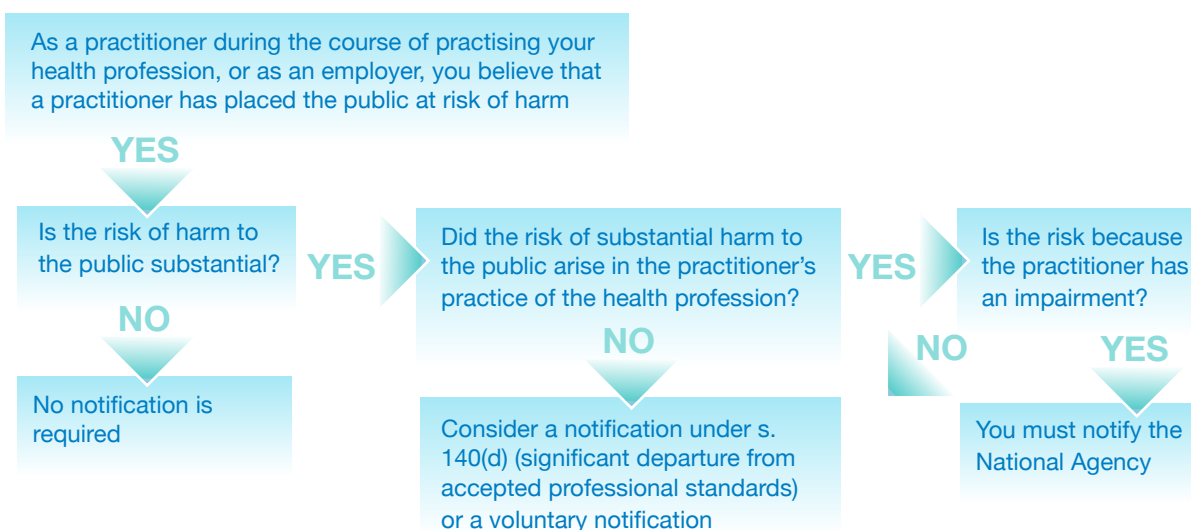 As a practitioner during the course of practising your
health profession, or as an employer, you believe that
a practitioner has placed the public at risk of harm
YES
Is the risk of harm to
the public substantial?
YES
Did the risk of substantial harm to
the public arise in the practitioner's
practice of the health profession?
YES
Is the risk because
the practitioner has
an impairment?
NO
NO
NO
YES
No notification is
required
Consider a notification under s.
140(d) (significant departure from
accepted professional standards)
or a voluntary notification
You must notify the
National Agency